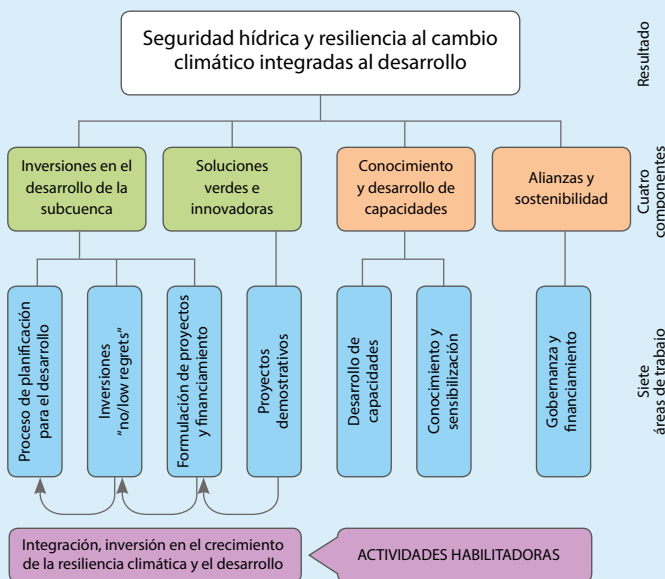 Seguridad hídrica y resiliencia al cambio
climático integradas al desarrollo
Resultado
Inversiones en el
desarrollo de la
subcuenca
Soluciones
verdes e
innovadoras
Conocimiento
y desarrollo de
capacidades
Alianzas y
sostenibilidad
Cuatro
componentes
Proceso de planificación
para el desarrollo
Inversiones
“no/low regrets“
Formulación de proyectos
y financiamiento
Proyectos
demostrativos
Desarrollo de
capacidades
Conocimiento y
sensibilización
Gobernanza y
financiamiento
Siete
áreas de trabajo
Integración, inversión en el crecimiento
de la resiliencia climática y el desarrollo
ACTIVIDADES HABILITADORAS